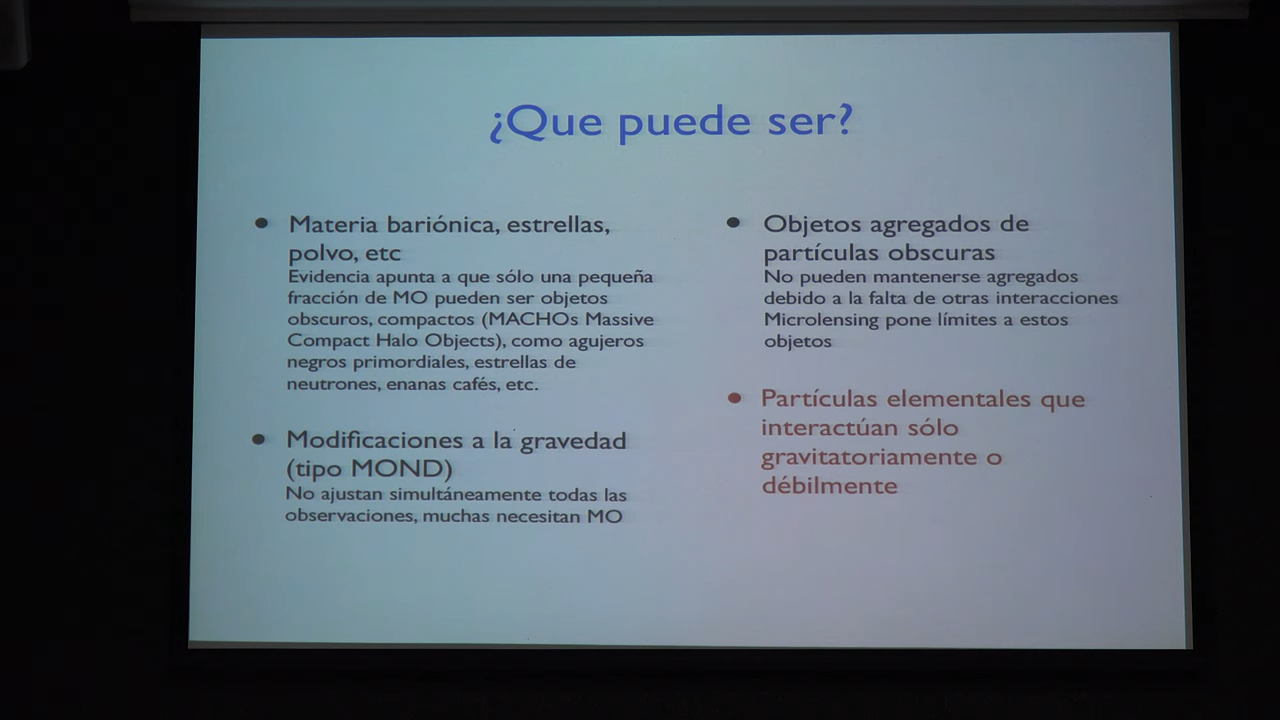 ¿Que puede ser?
• Materia bariónica, estrellas,
polvo, etc
Evidencia apunta a que sólo una pequeña
fracción de MO pueden ser objetos
obscuros, compactos (MACHOs Massive
Compact Halo Objects), como agujeros
negros primordiales, estrellas de
neutrones, enanas cafés, etc.
• Modificaciones a la gravedad
(tipo MOND)
No ajustan simultáneamente todas las
observaciones, muchas necesitan MO
• Objetos agregados de
partículas obscuras
No pueden mantenerse agregados
debido a la falta de otras interacciones
Microlensing pone límites a estos
objetos
• Partículas elementales que
interactúan sólo
gravitatoriamente o
débilmente